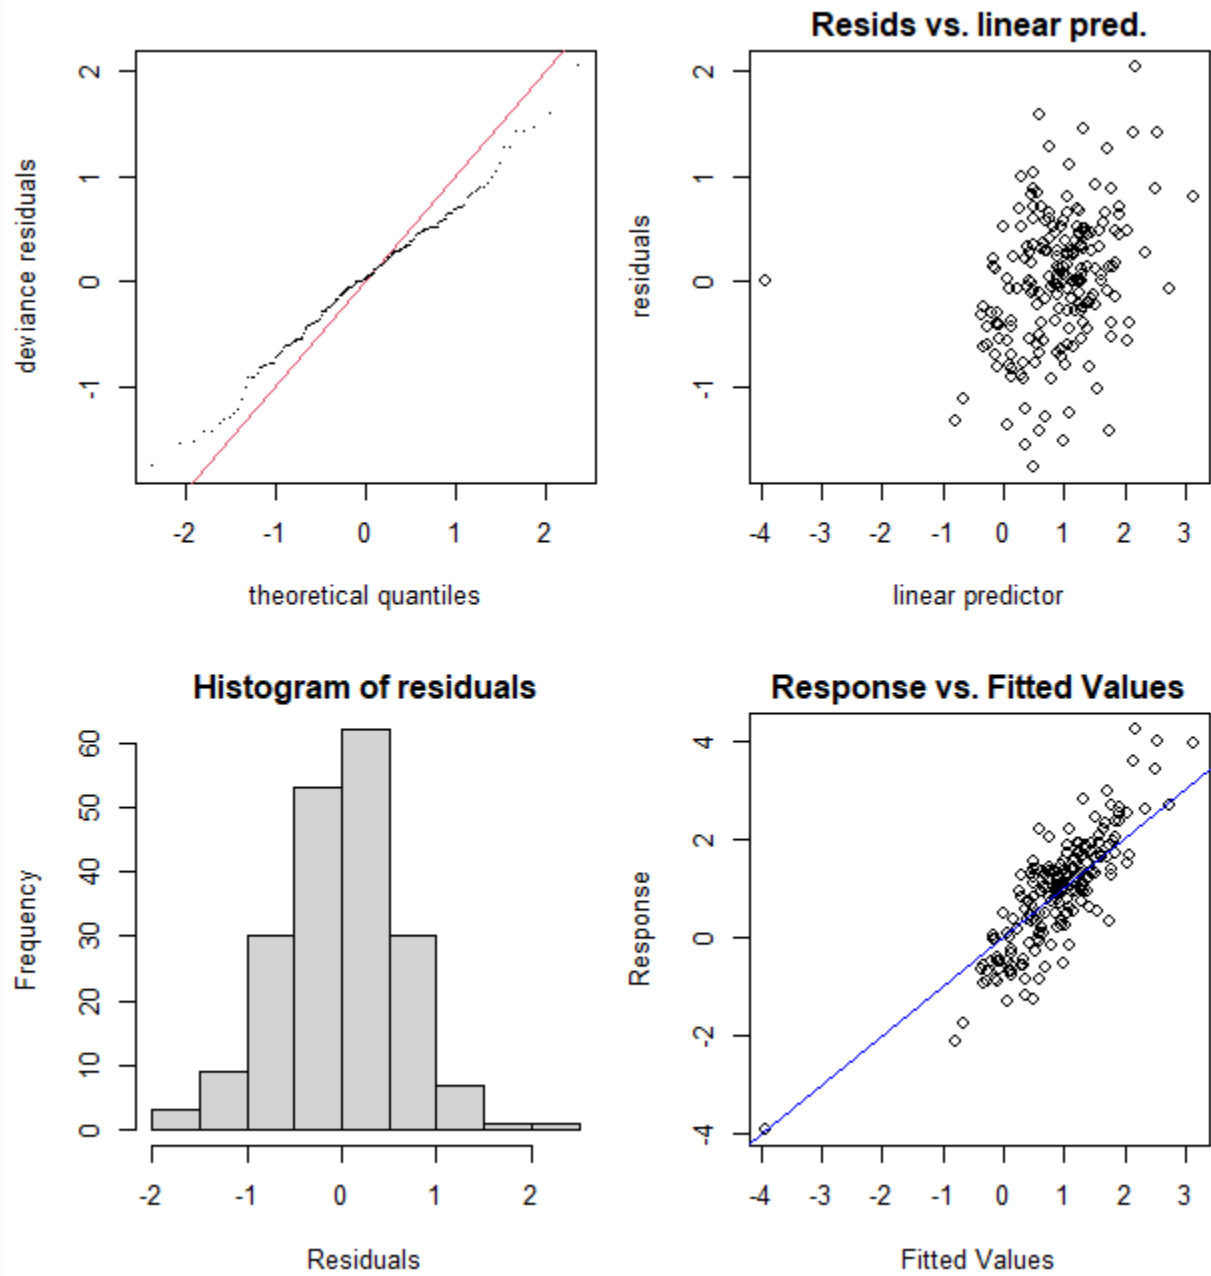 deviance residuals
2
1
0
-1
-2 -1 0 1 2
theoretical quantiles
Resids vs. linear pred.
residuals
2
1
0
-1
-4 -3 -2 -1 0 1 2 3
linear predictor
Histogram of residuals
Frequency
60
50
40
30
20
10
0
-2 -1 0 1 2
Residuals
Response vs. Fitted Values
Response
4
2
0
-2
-4
-4 -3 -2 -1 0 1 2 3
Fitted Values